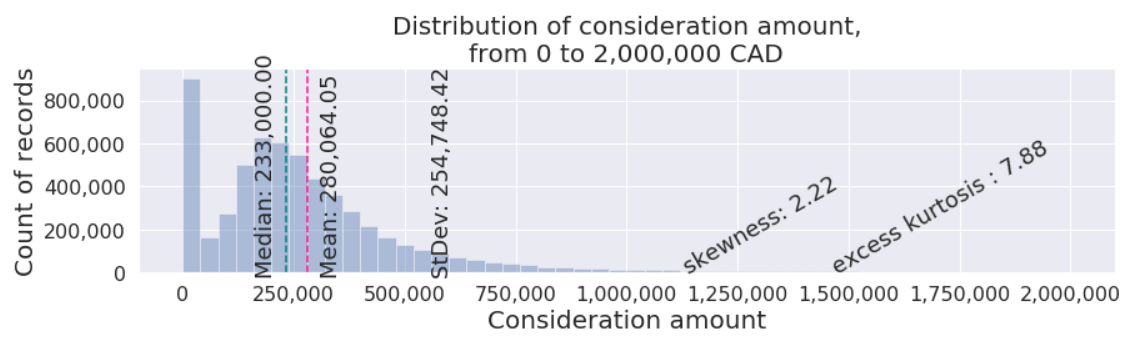 Distribution of consideration amount,
from 0 to 2,000,000 CAD
Count of records
800,000
600,000
400,000
200,000
0
Median: 233,000.00
Mean: 280,064.05
StDev: 254,748.42
skewness: 2.22
excess kurtosis : 7.88
0
250,000
500,000
750,000
1,000,000
1,250,000
1,500,000
1,750,000
2,000,000
Consideration amount